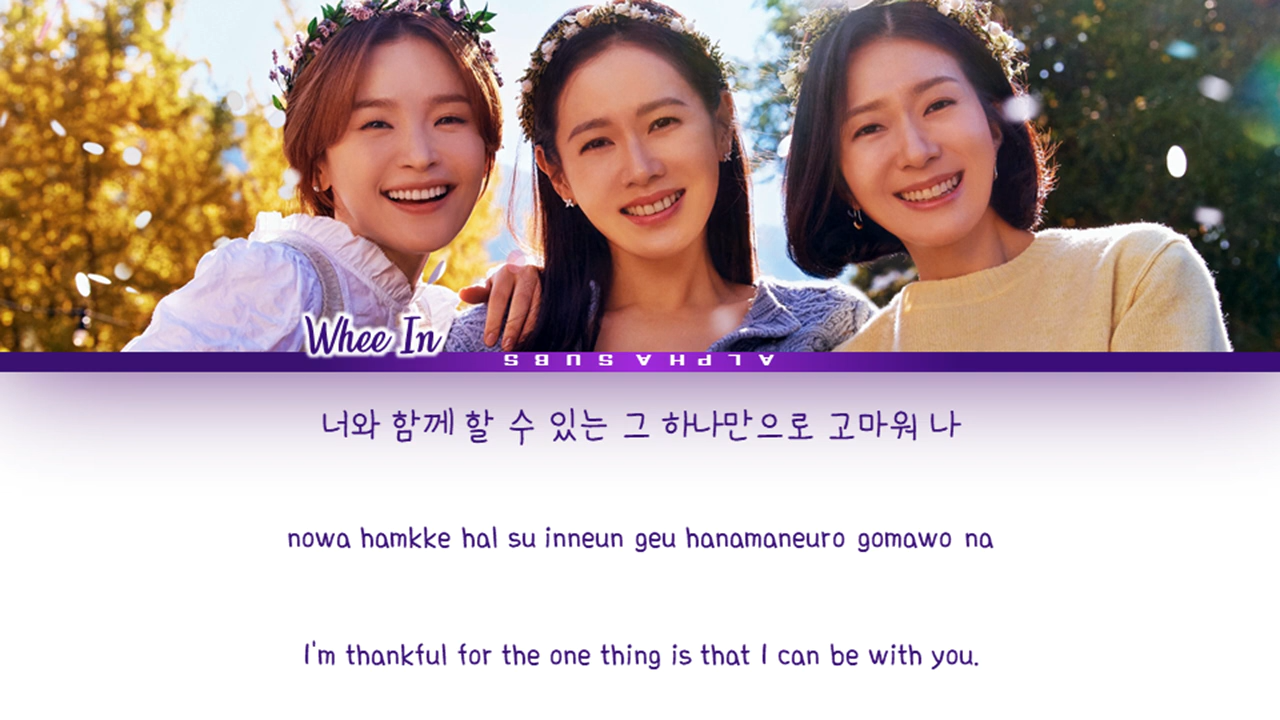 Whee In
ALPHA SUBS
너와 함께 할 수 있는 그 하나만으로 고마워 나
nowa hamkke hal su inneun geu hanamaneuro gomawo na
I'm thankful for the one thing is that I can be with you.